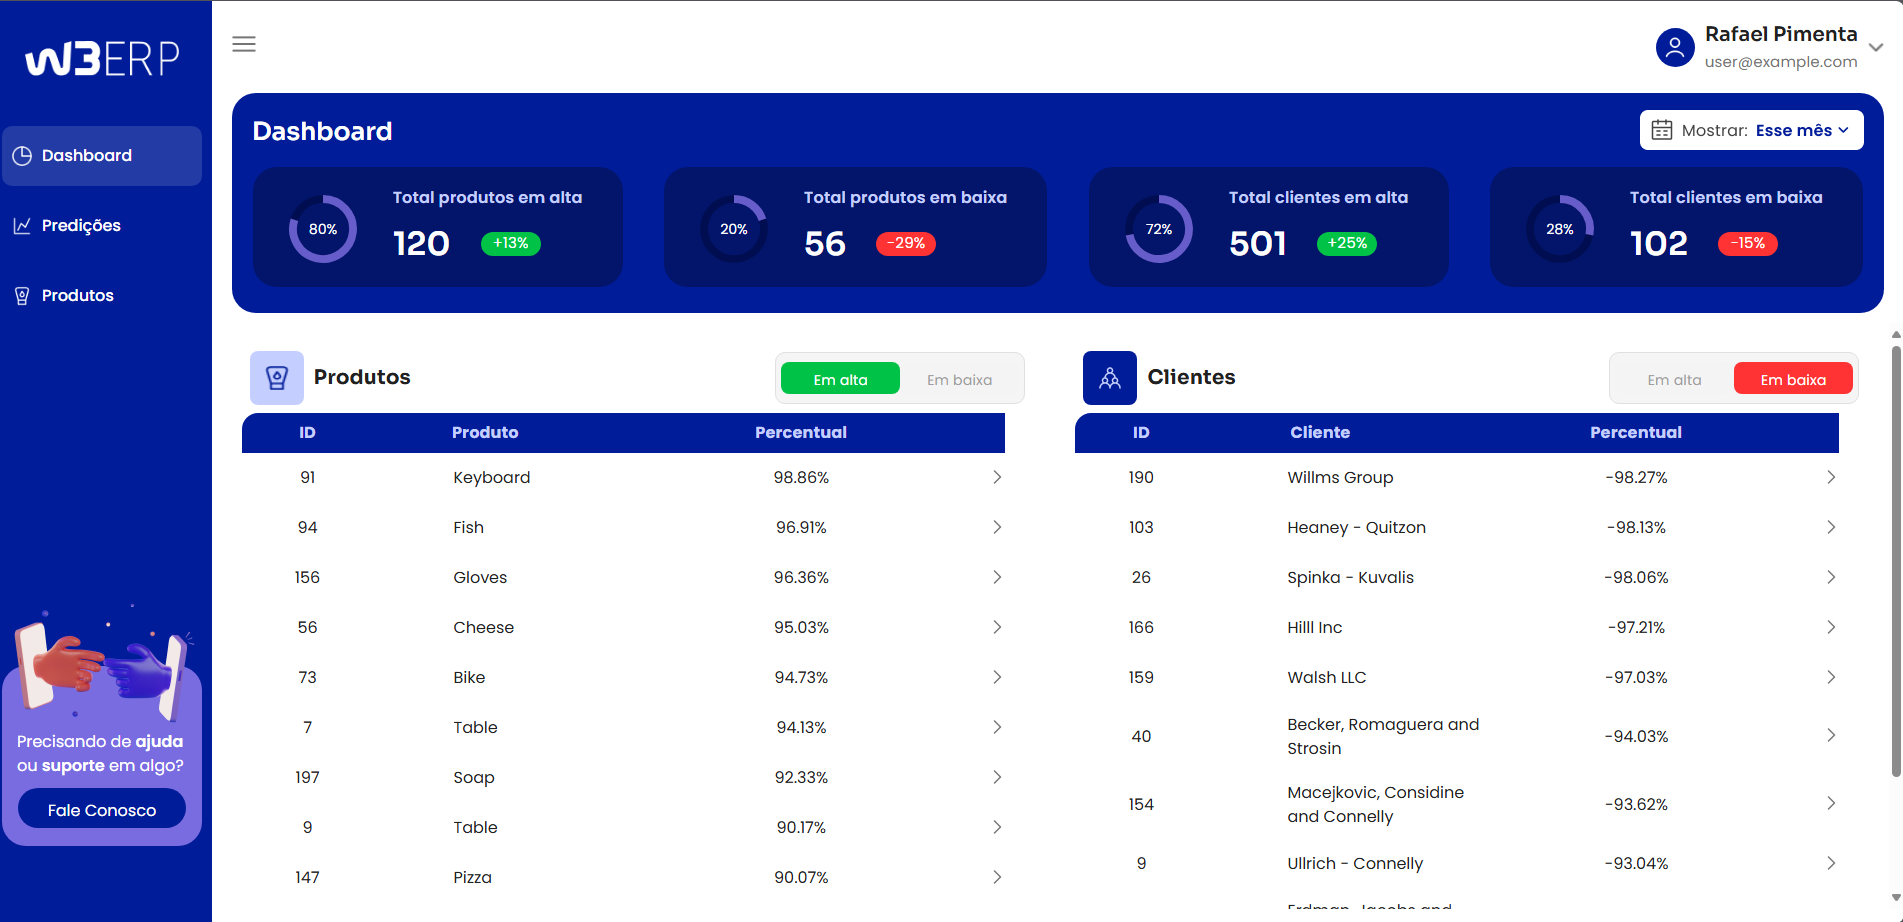 W3ERP
Rafael Pimenta
user@example.com
Dashboard
Predições
Produtos
Precisando de ajuda
ou suporte em algo?
Fale Conosco
Dashboard
Mostrar: Esse mês
80%
Total produtos em alta
120 +13%
20%
Total produtos em baixa
56 -29%
72%
Total clientes em alta
501 +25%
28%
Total clientes em baixa
102 -15%
Produtos
Em alta Em baixa
ID Produto Percentual
91 Keyboard 98.86%
94 Fish 96.91%
156 Gloves 96.36%
56 Cheese 95.03%
73 Bike 94.73%
7 Table 94.13%
197 Soap 92.33%
9 Table 90.17%
147 Pizza 90.07%
Clientes
Em alta Em baixa
ID Cliente Percentual
190 Willms Group -98.27%
103 Heaney - Quitzon -98.13%
26 Spinka - Kuvalis -98.06%
166 Hilll Inc -97.21%
159 Walsh LLC -97.03%
40 Becker, Romaguera and Strosin -94.03%
154 Macejkovic, Considine and Connelly -93.62%
9 Ullrich - Connelly -93.04%
Erdman, Jacobs and